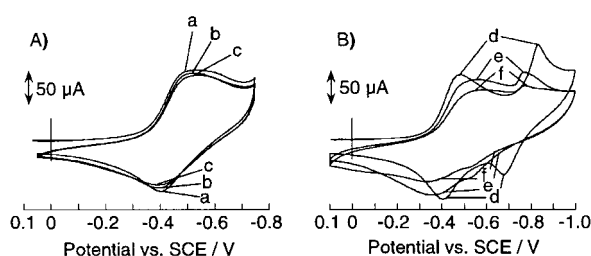 A)
a
b
c
50 μA
c
b
a
0.1 0 -0.2 -0.4 -0.6 -0.8
Potential vs. SCE / V
B)
d
e
f
50 μA
f
e
d
0.1 0 -0.2 -0.4 -0.6 -0.8 -1.0
Potential vs. SCE / V